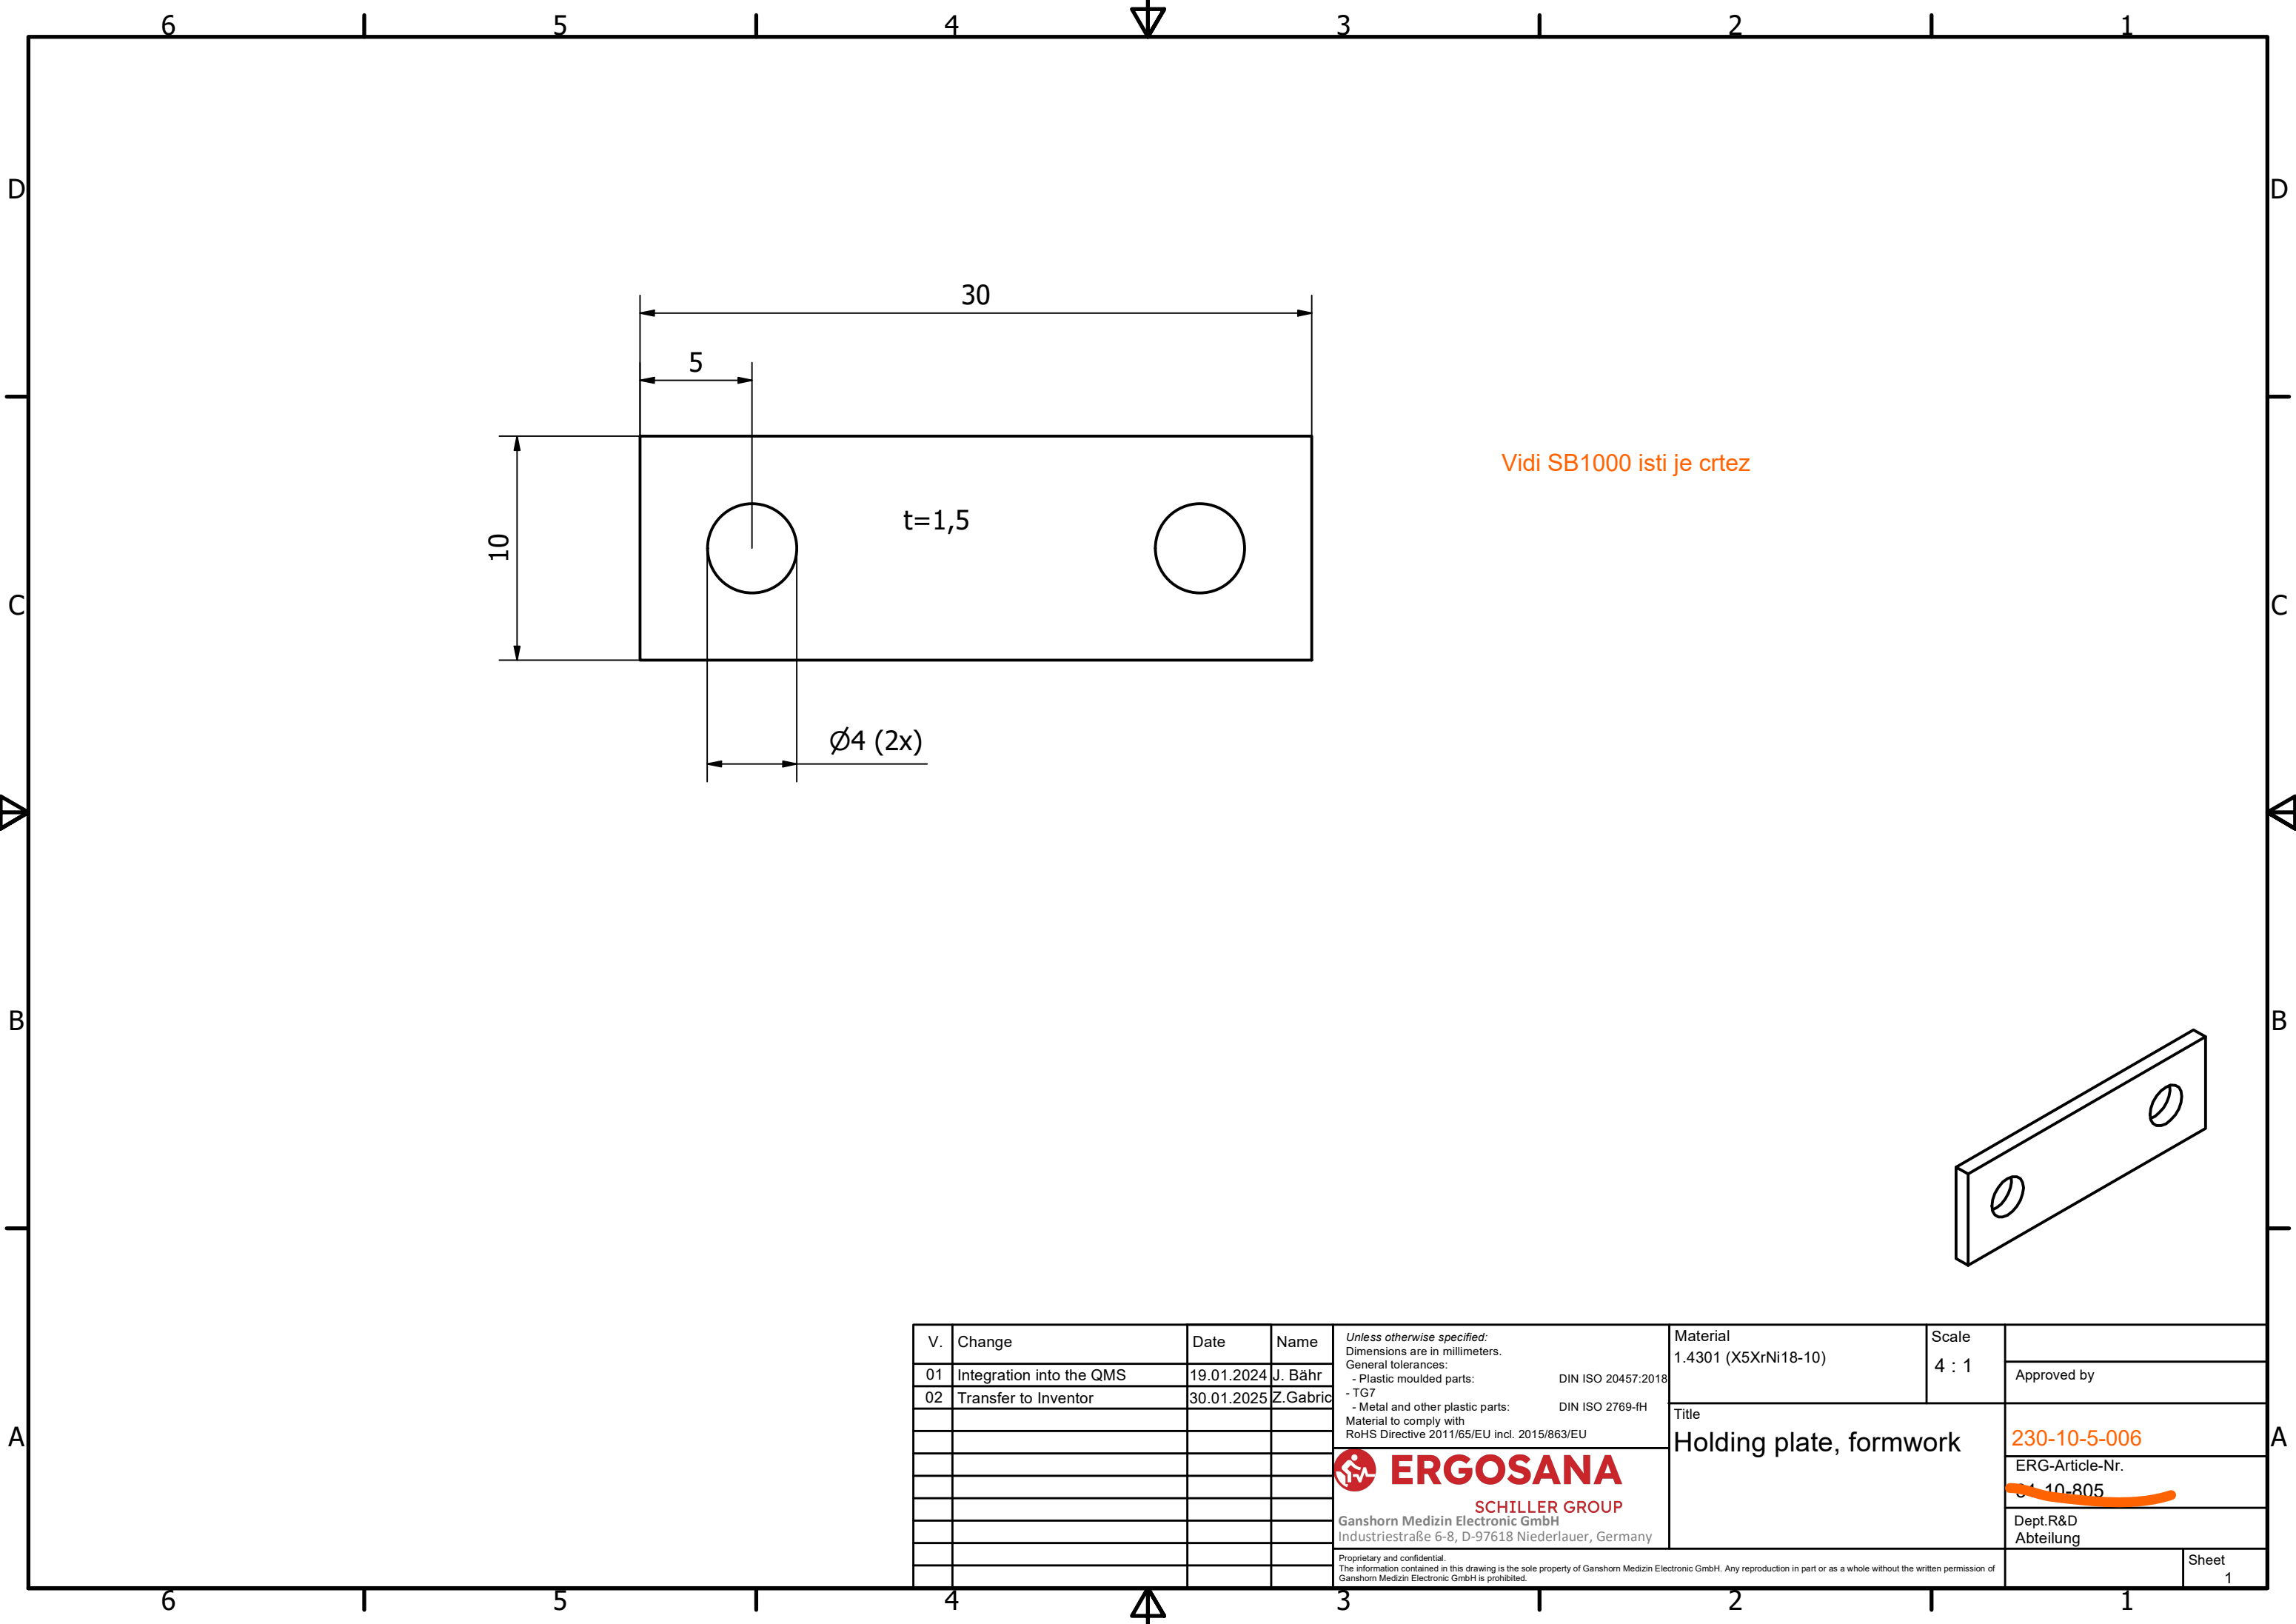 6 5 4 3 2 1
D D
30
5
Vidi SB1000 isti je crtez
t=1,5
10
C C
Ø4 (2x)
B B
V. Change Date Name
01 Integration into the QMS 19.01.2024 J. Bähr
02 Transfer to Inventor 30.01.2025 Z.Gabric
Unless otherwise specified:
Dimensions are in millimeters.
General tolerances:
- Plastic moulded parts: DIN ISO 20457:2018
- TG7
- Metal and other plastic parts: DIN ISO 2769-fH
Material to comply with
RoHS Directive 2011/65/EU incl. 2015/863/EU
Material
1.4301 (X5XrNi18-10)
Scale
4 : 1
Approved by
Title
Holding plate, formwork
230-10-5-006
ERG-Article-Nr.
10-805
Dept.R&D
Abteilung
A A
ERGOSANA
SCHILLER GROUP
Ganshorn Medizin Electronic GmbH
Industriestraße 6-8, D-97618 Niederlauer, Germany
Proprietary and confidential.
The information contained in this drawing is the sole property of Ganshorn Medizin Electronic GmbH. Any reproduction in part or as a whole without the written permission of
Ganshorn Medizin Electronic GmbH is prohibited.
Sheet
1
6 5 4 3 2 1